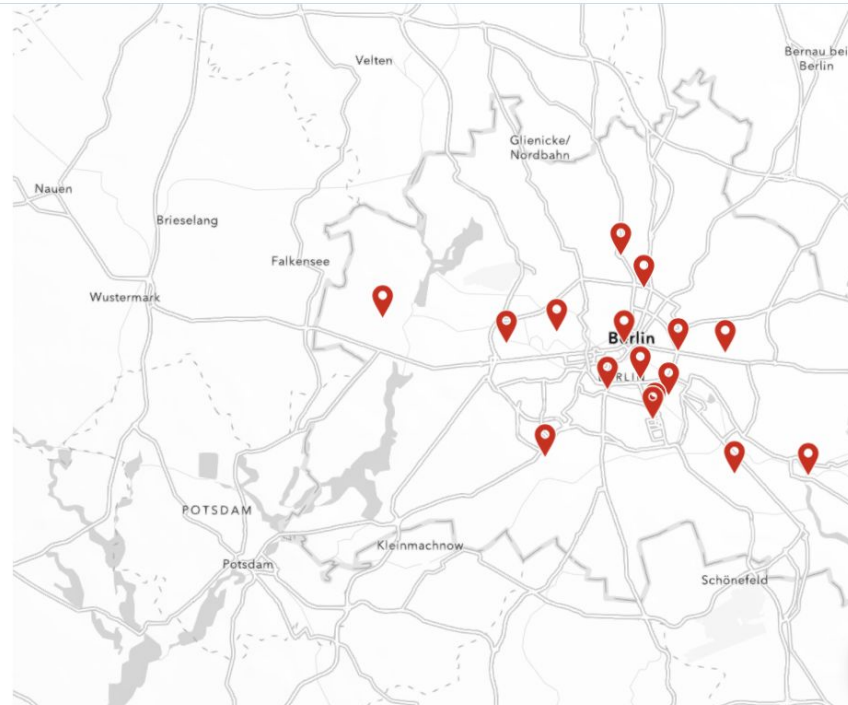 Velten
Bernau bei
Berlin
Glienicke/
Nordbahn
Nauen
Brieselang
Falkensee
Wustermark
Berlin
POTSDAM
Kleinmachnow
Potsdam
Schönefeld